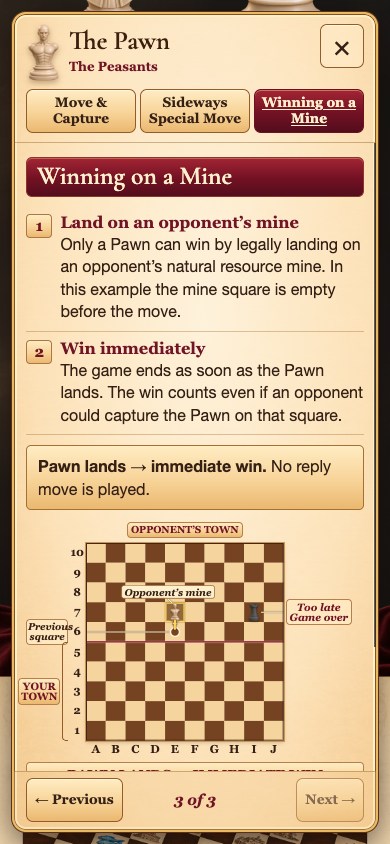 The Pawn
The Peasants
×
Move &
Capture
Sideways
Special Move
Winning on a
Mine
Winning on a Mine
1
Land on an opponent's mine
Only a Pawn can win by legally landing on
an opponent's natural resource mine. In
this example the mine square is empty
before the move.
2
Win immediately
The game ends as soon as the Pawn
lands. The win counts even if an opponent
could capture the Pawn on that square.
Pawn lands → immediate win. No reply
move is played.
OPPONENT'S TOWN
10
9
8
7
6
5
4
3
2
1
Opponent's mine
Previous
square
Too late
Game over
YOUR
TOWN
A B C D E F G H I J
← Previous
3 of 3
Next →